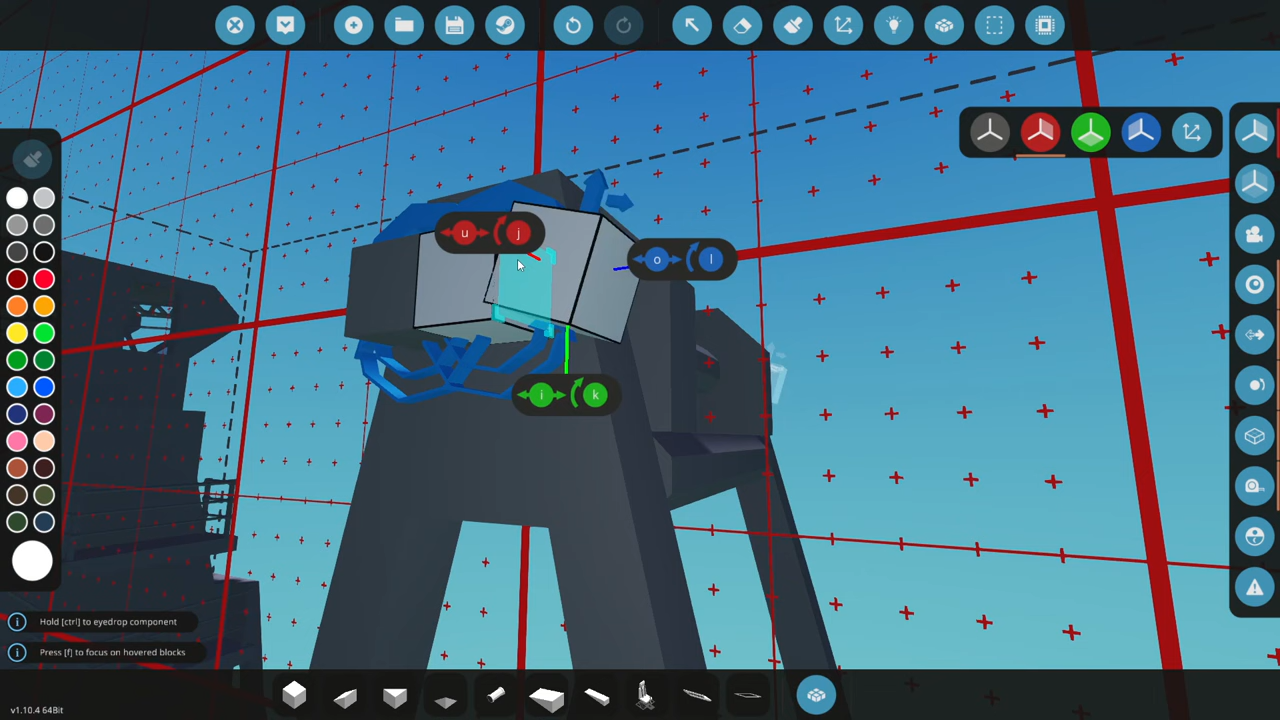 u j
o l
i k
Hold [ctrl] to eyedrop component
Press [f] to focus on hovered blocks
v1.10.4 64Bit